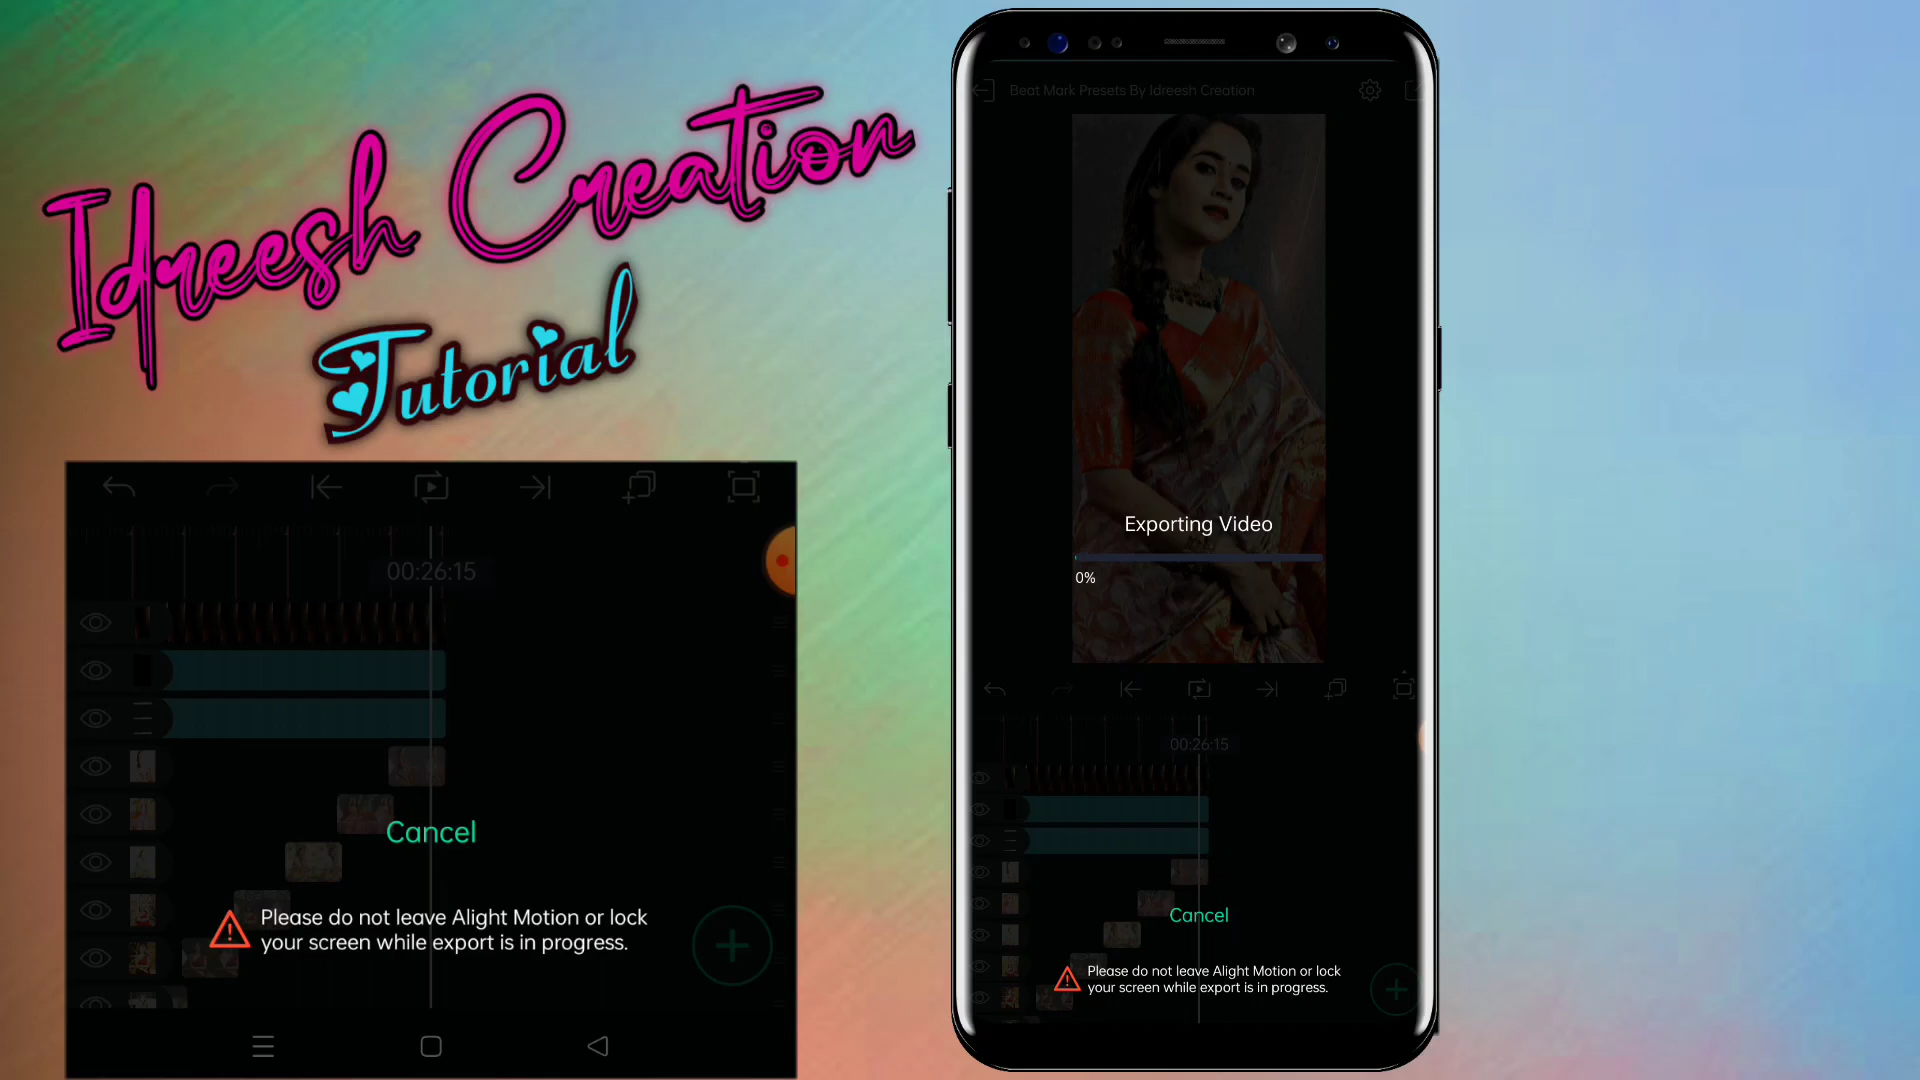 Idreesh Creation
Tutorial
00:26:15
Cancel
Please do not leave Alight Motion or lock
your screen while export is in progress.
Beat Mark Presets By Idreesh Creation
Exporting Video
0%
00:26:15
Cancel
Please do not leave Alight Motion or lock
your screen while export is in progress.